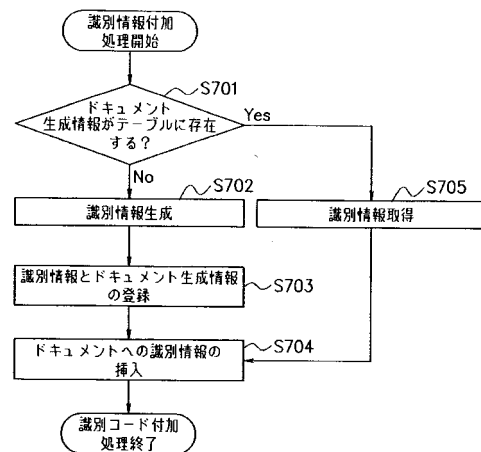 識別情報付加
処理開始
S701
ドキュメント
生成情報がテーブルに存在
する?
Yes
No
S702
S705
識別情報生成
識別情報取得
識別情報とドキュメント生成情報
の登録
S703
S704
ドキュメントへの識別情報の
挿入
識別コード付加
処理終了